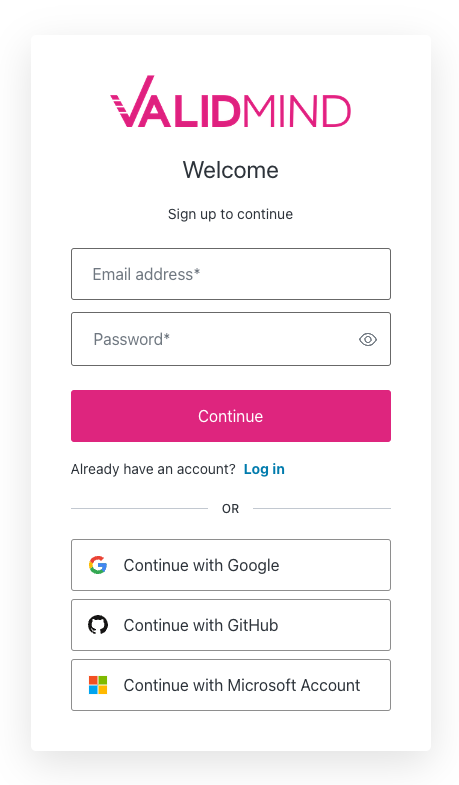 VALIDMIND
Welcome
Sign up to continue
Email address*
Password*
Continue
Already have an account? Log in
OR
Continue with Google
Continue with GitHub
Continue with Microsoft Account